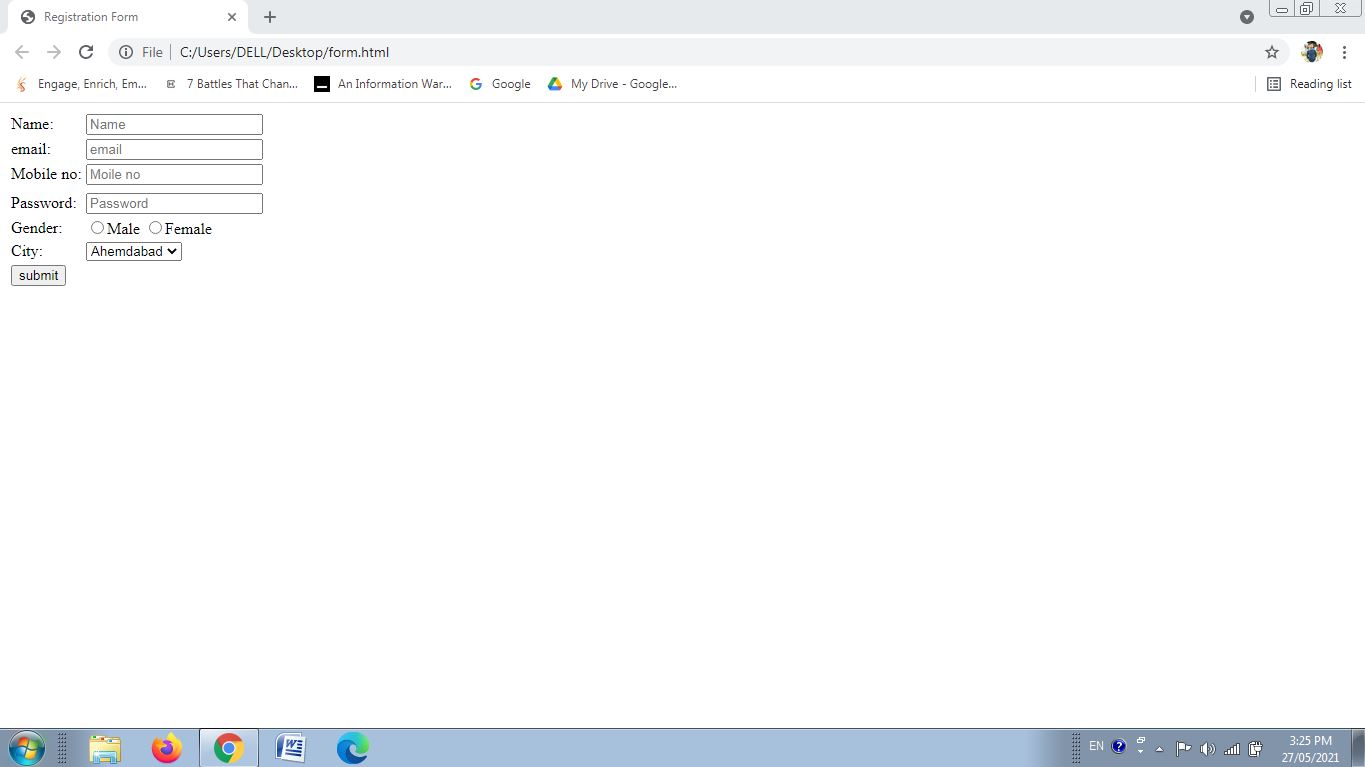 Registration Form
File C:/Users/DELL/Desktop/form.html
Engage, Enrich, Em... 7 Battles That Chan... An Information War... Google My Drive - Google... Reading list
Name: Name
email: email
Mobile no: Moile no
Password: Password
Gender: Male Female
City: Ahemdabad
submit
EN 3:25 PM
27/05/2021